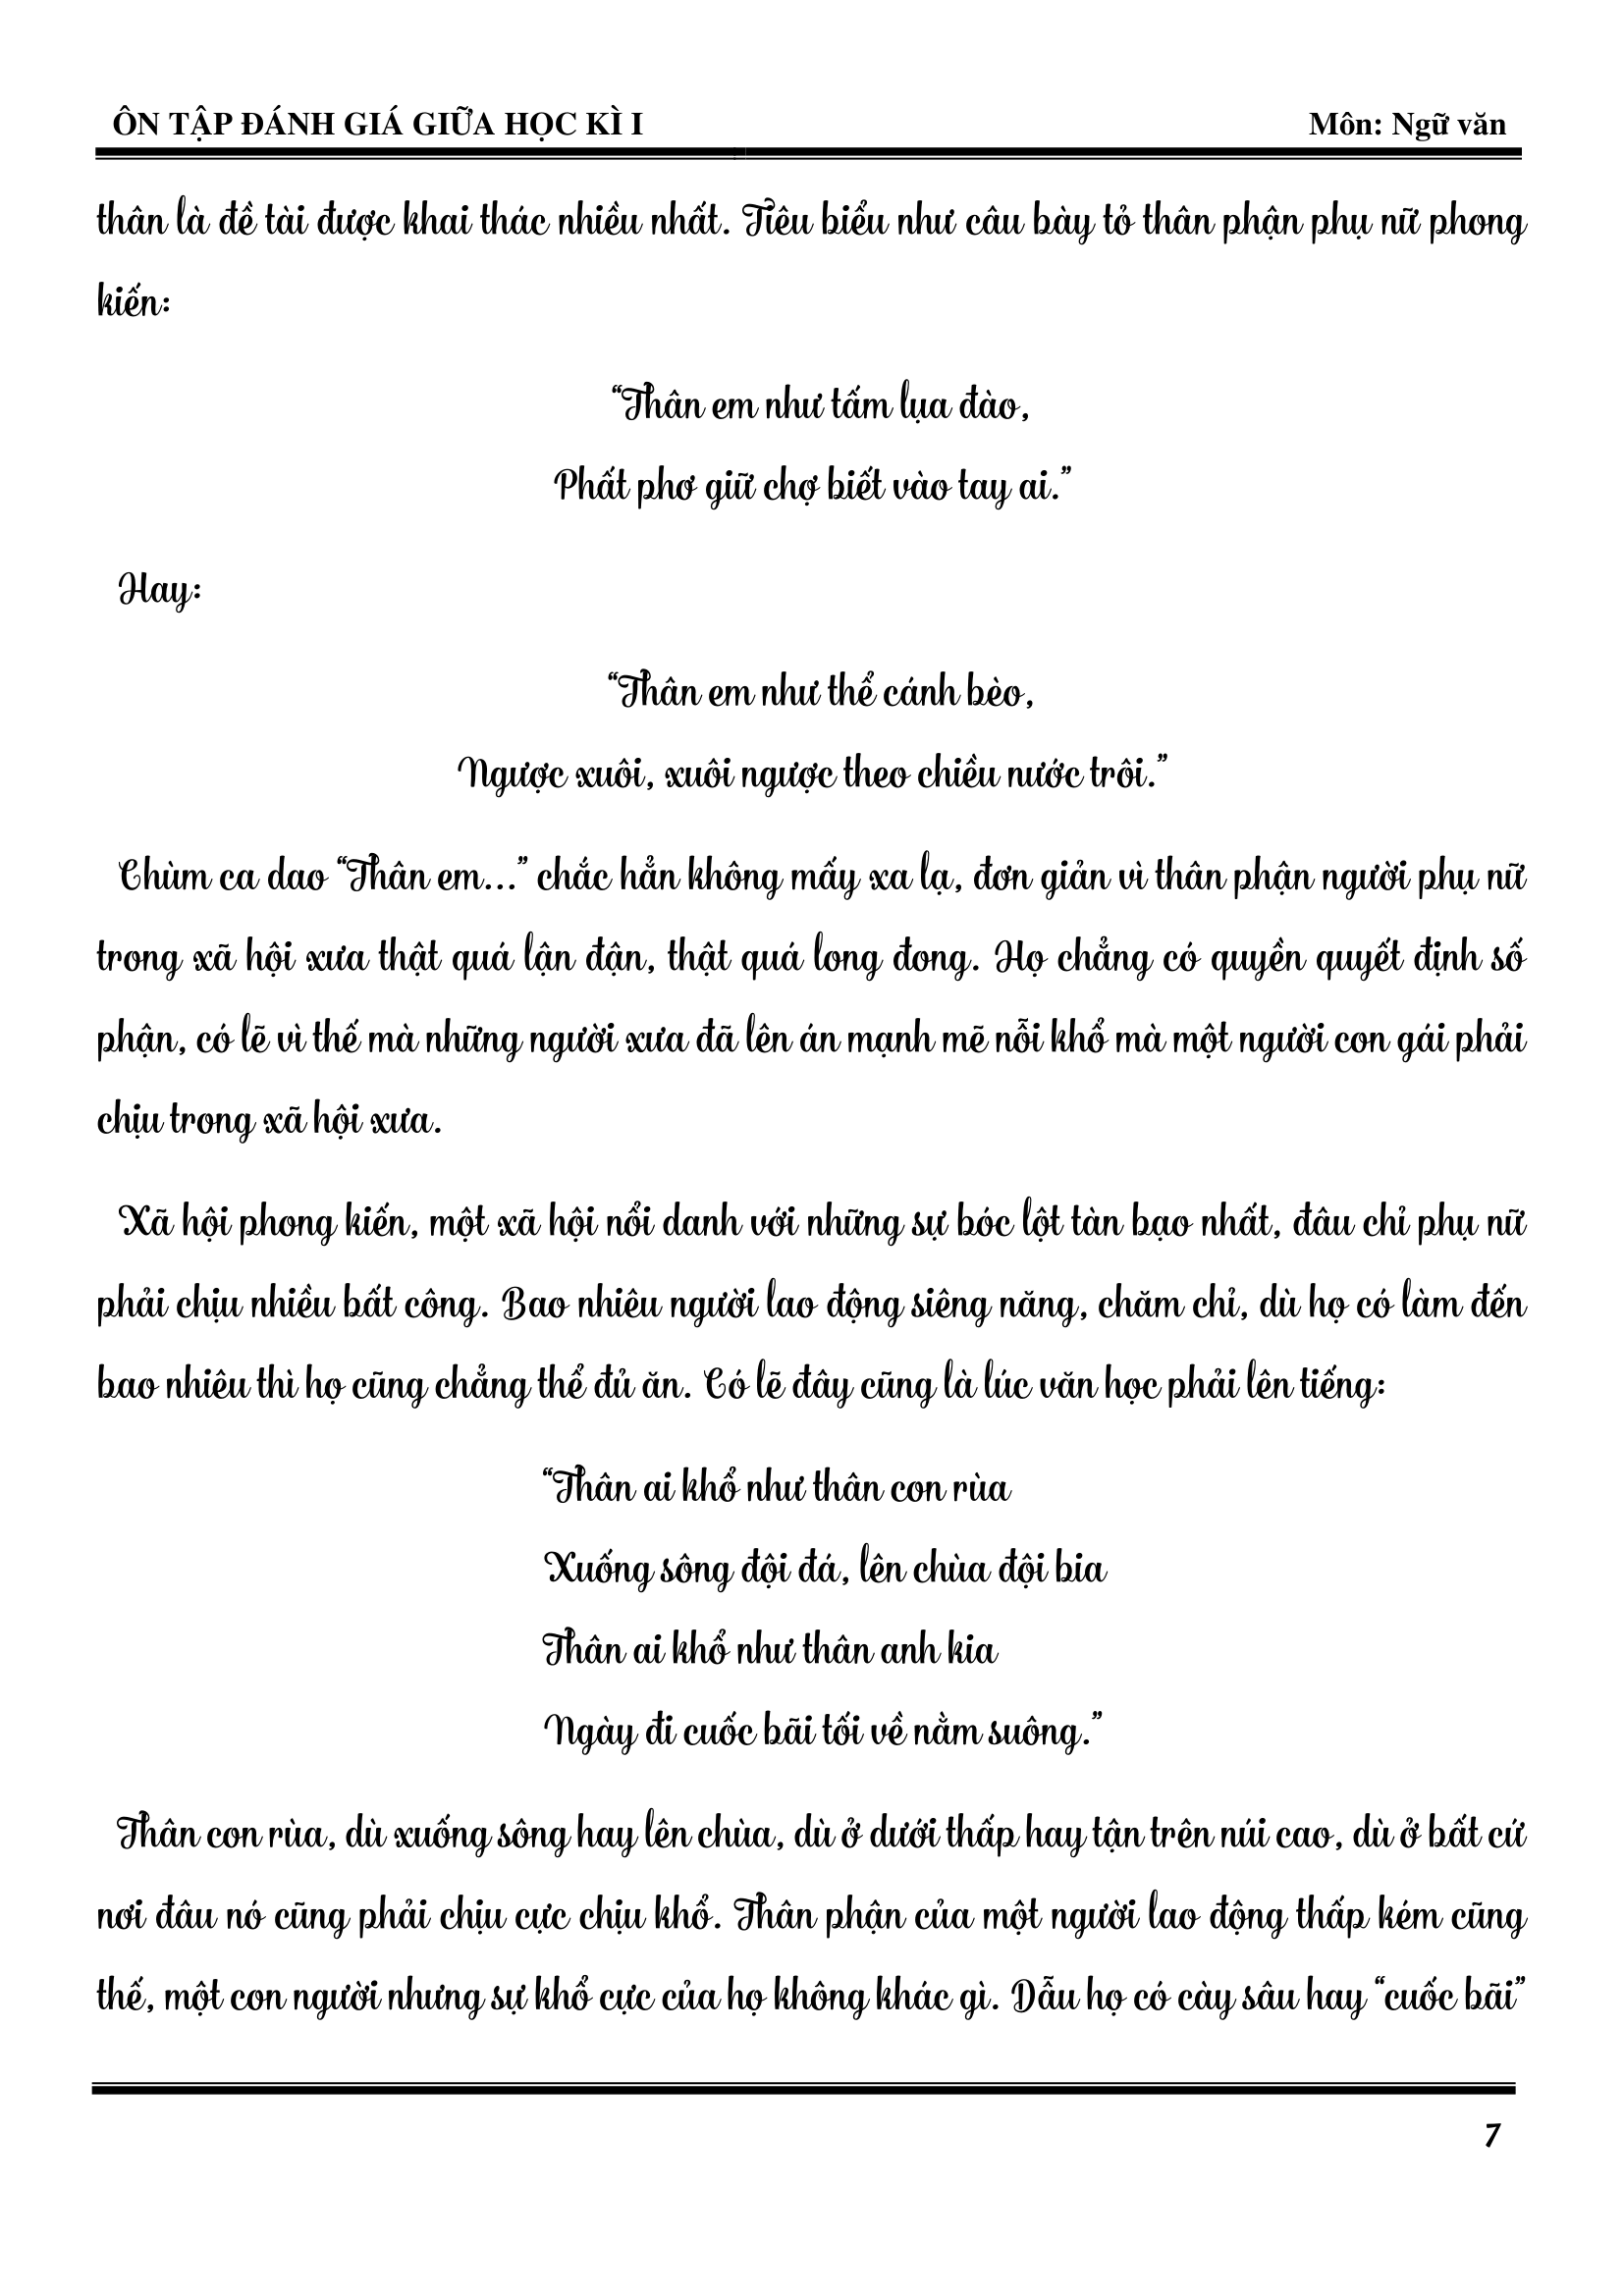 ÔN TẬP ĐÁNH GIÁ GIỮA HỌC KÌ I Môn: Ngữ văn
thân là đề tài được khai thác nhiều nhất. Tiêu biểu như câu bày tỏ thân phận phụ nữ phong
kiến:
“Thân em như tấm lụa đào,
Phất phơ giữ chợ biết vào tay ai.”
Hay:
“Thân em như thể cánh bèo,
Ngược xuôi, xuôi ngược theo chiều nước trôi.”
Chùm ca dao “Thân em...” chắc hẳn không mấy xa lạ, đơn giản vì thân phận người phụ nữ
trong xã hội xưa thật quá lận đận, thật quá long đong. Họ chẳng có quyền quyết định số
phận, có lẽ vì thế mà những người xưa đã lên án mạnh mẽ nỗi khổ mà một người con gái phải
chịu trong xã hội xưa.
Xã hội phong kiến, một xã hội nổi danh với những sự bóc lột tàn bạo nhất, đâu chỉ phụ nữ
phải chịu nhiều bất công. Bao nhiêu người lao động siêng năng, chăm chỉ, dù họ có làm đến
bao nhiêu thì họ cũng chẳng thể đủ ăn. Có lẽ đây cũng là lúc văn học phải lên tiếng:
“Thân ai khổ như thân con rùa
Xuống sông đội đá, lên chùa đội bia
Thân ai khổ như thân anh kia
Ngày đi cuốc bãi tối về nằm suông.”
Thân con rùa, dù xuống sông hay lên chùa, dù ở dưới thấp hay tận trên núi cao, dù ở bất cứ
nơi đâu nó cũng phải chịu cực chịu khổ. Thân phận của một người lao động thấp kém cũng
thế, một con người nhưng sự khổ cực của họ không khác gì. Dẫu họ có cày sâu hay “cuốc bãi”
7